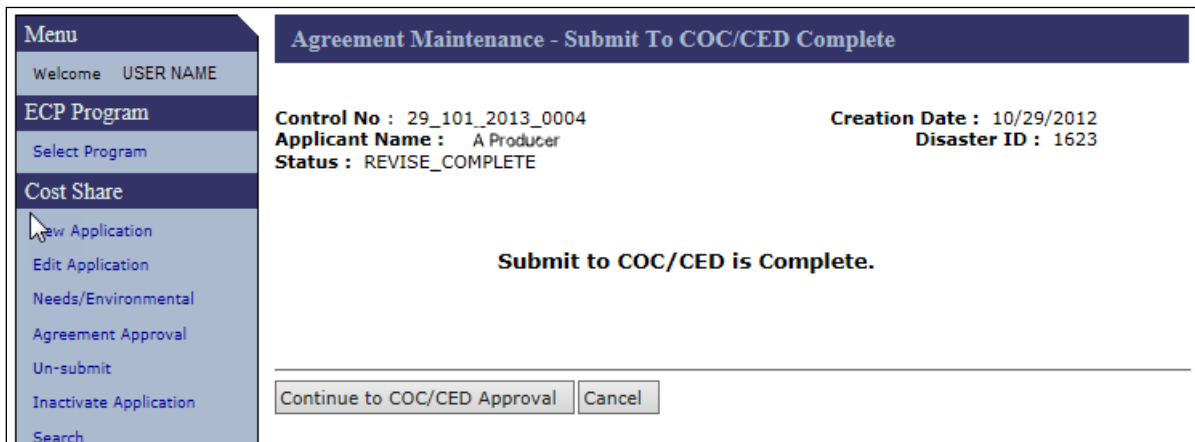 Menu
Welcome USER NAME
ECP Program
Select Program
Cost Share
New Application
Edit Application
Needs/Environmental
Agreement Approval
Un-submit
Inactivate Application
Search
Agreement Maintenance - Submit To COC/CED Complete
Control No : 29_101_2013_0004
Creation Date : 10/29/2012
Applicant Name : A Producer
Disaster ID : 1623
Status : REVISE_COMPLETE
Submit to COC/CED is Complete.
Continue to COC/CED Approval
Cancel